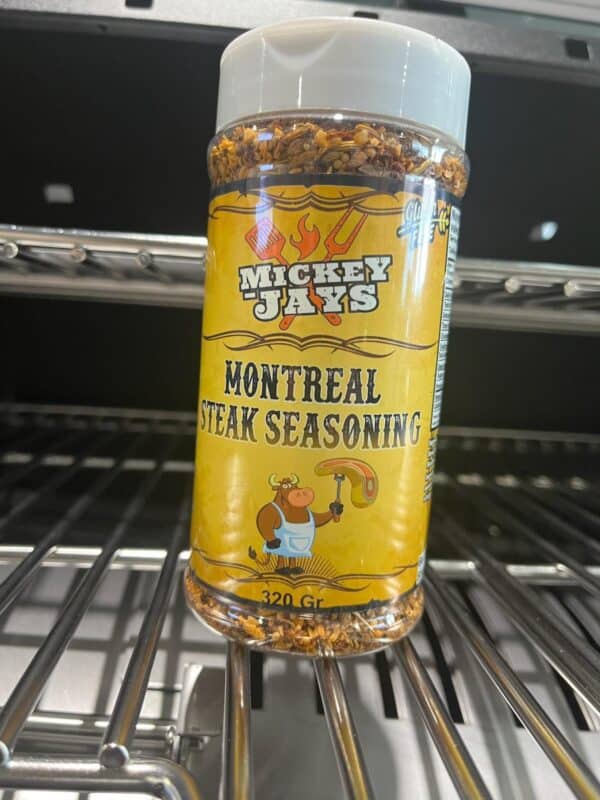 MICKEY
JAYS
MONTREAL
STEAK SEASONING
320 Gr